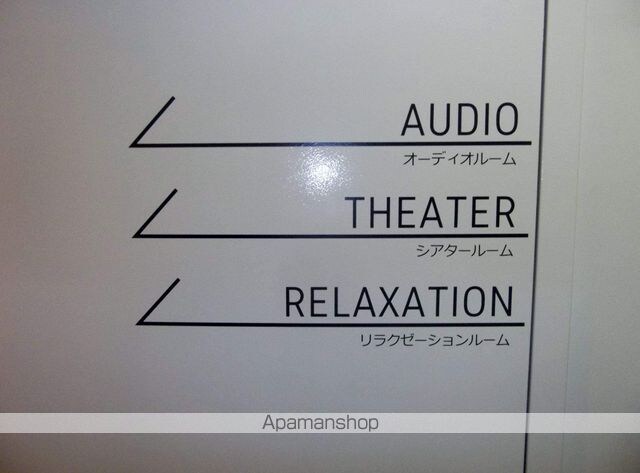 AUDIO
オーディオルーム
THEATER
シアタールーム
RELAXATION
リラクゼーションルーム
Apamanshop